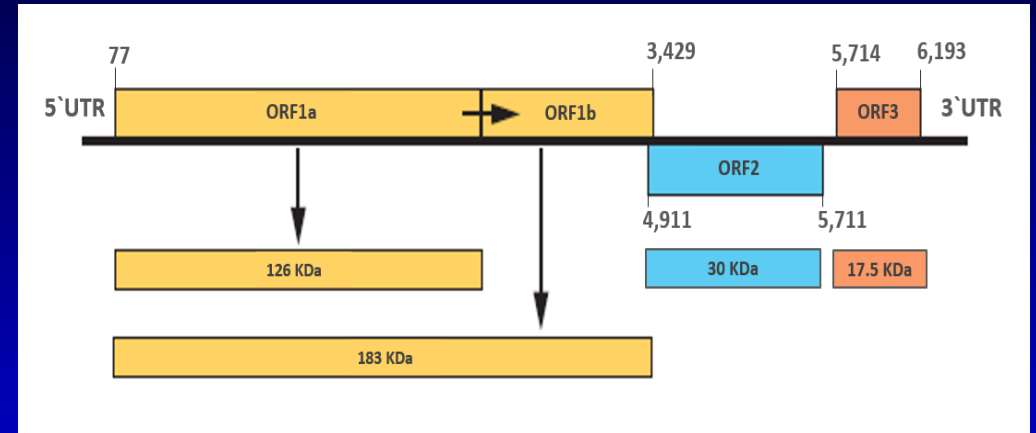 77
3,429
5,714
6,193
5`UTR
ORF1a
ORF1b
ORF3
3`UTR
ORF2
4,911
5,711
126 KDa
30 KDa
17.5 KDa
183 KDa